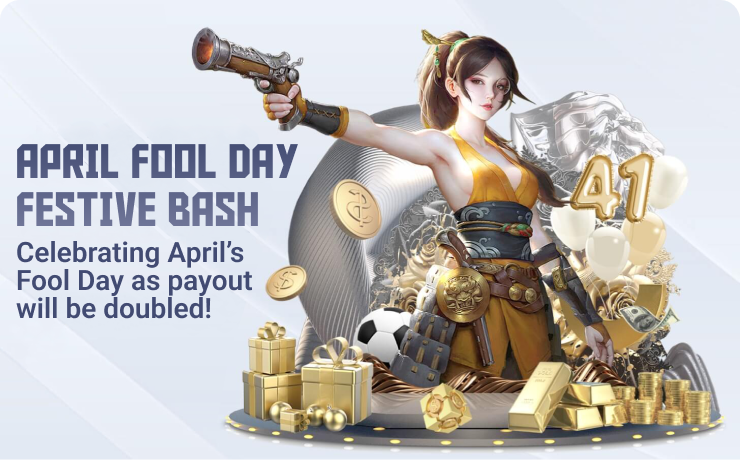 APRIL FOOL DAY
FESTIVE BASH
Celebrating April's
Fool Day as payout
will be doubled!
41